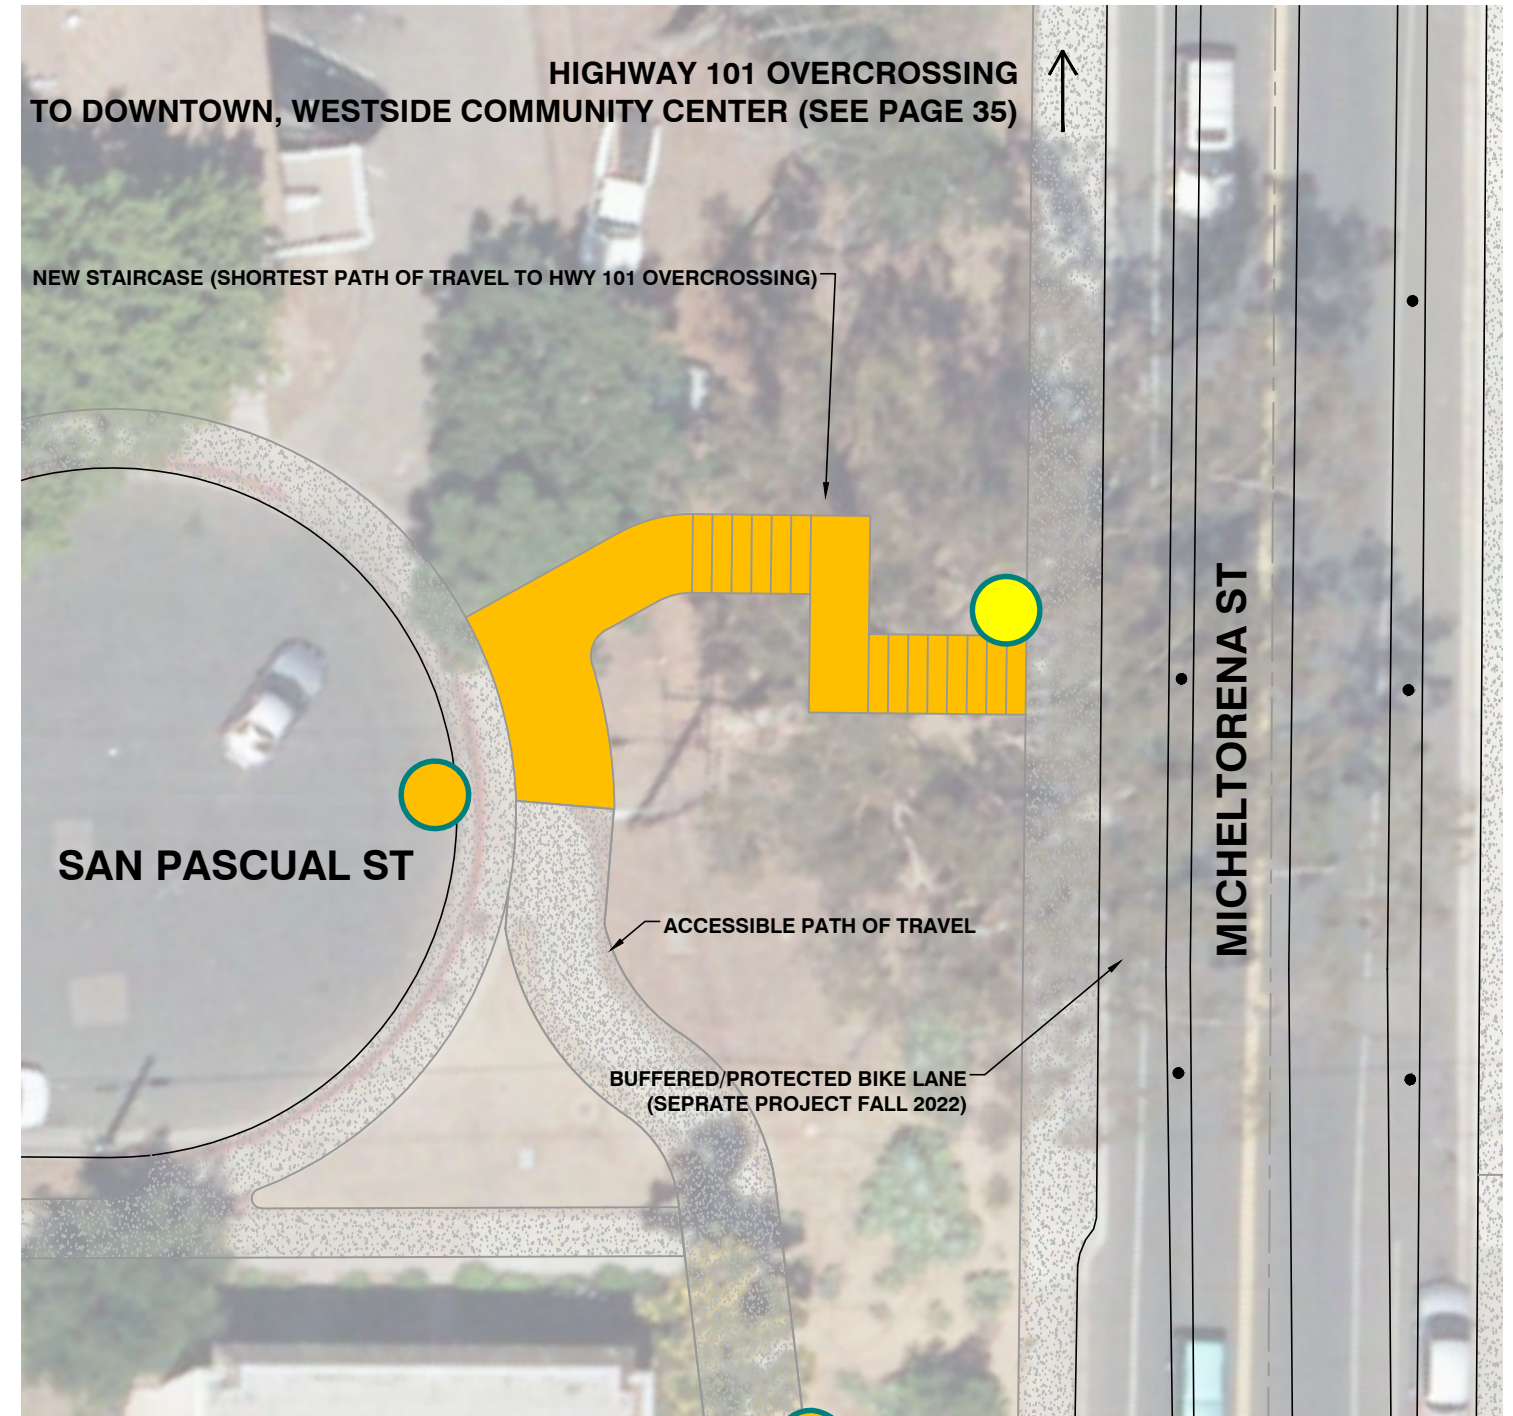 HIGHWAY 101 OVERCROSSING
TO DOWNTOWN, WESTSIDE COMMUNITY CENTER (SEE PAGE 35)
NEW STAIRCASE (SHORTEST PATH OF TRAVEL TO HWY 101 OVERCROSSING)
MICHELTORENA ST
SAN PASCUAL ST
ACCESSIBLE PATH OF TRAVEL
BUFFERED/PROTECTED BIKE LANE
(SEPRATE PROJECT FALL 2022)